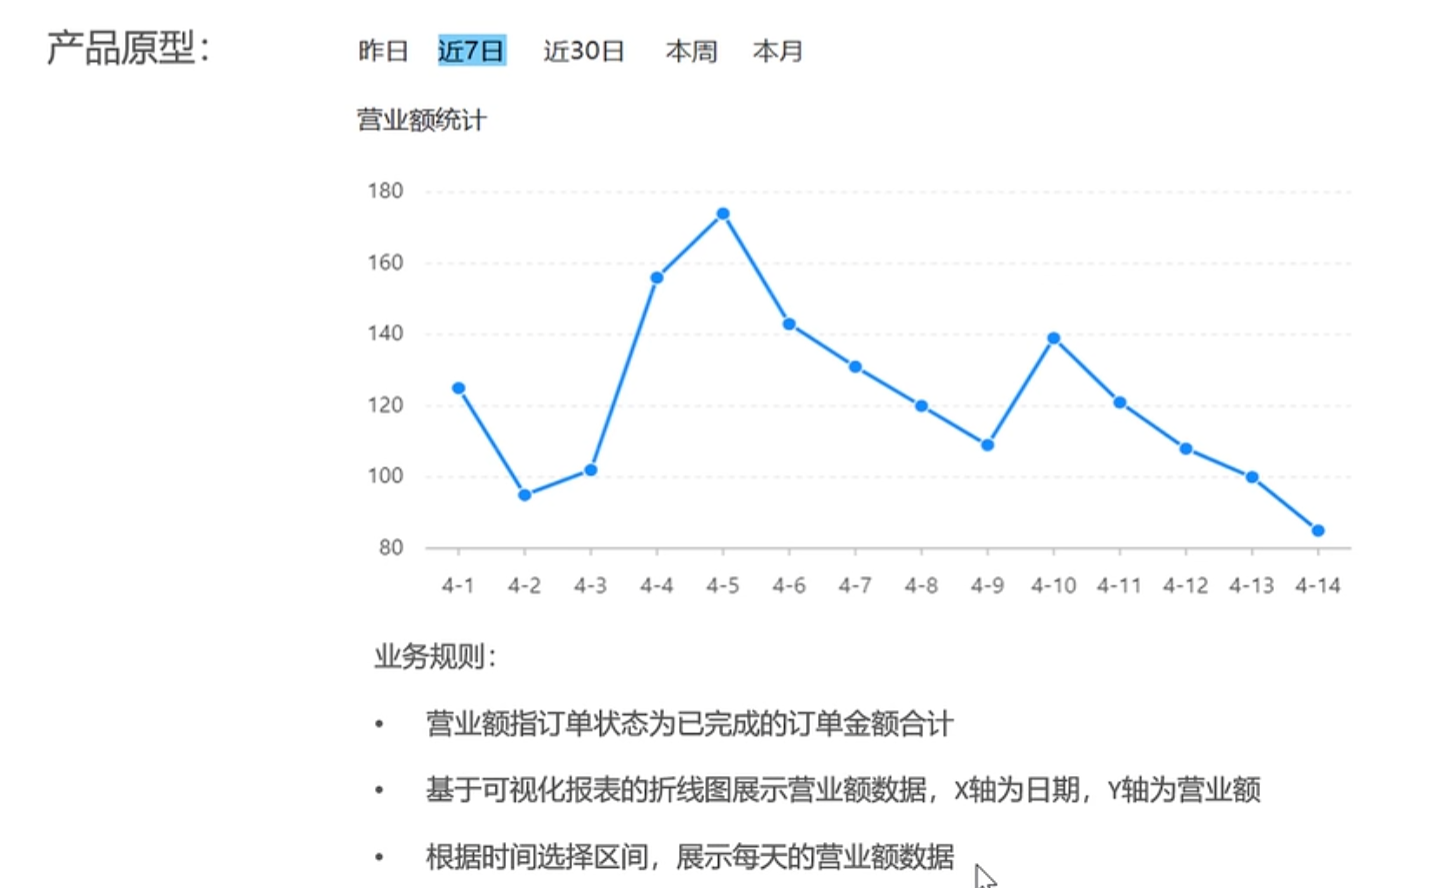 产品原型：
昨日 近7日 近30日 本周 本月
营业额统计
180
160
140
120
100
80
4-1 4-2 4-3 4-4 4-5 4-6 4-7 4-8 4-9 4-10 4-11 4-12 4-13 4-14
业务规则：
• 营业额指订单状态为已完成的订单金额合计
• 基于可视化报表的折线图展示营业额数据，X轴为日期，Y轴为营业额
• 根据时间选择区间，展示每天的营业额数据